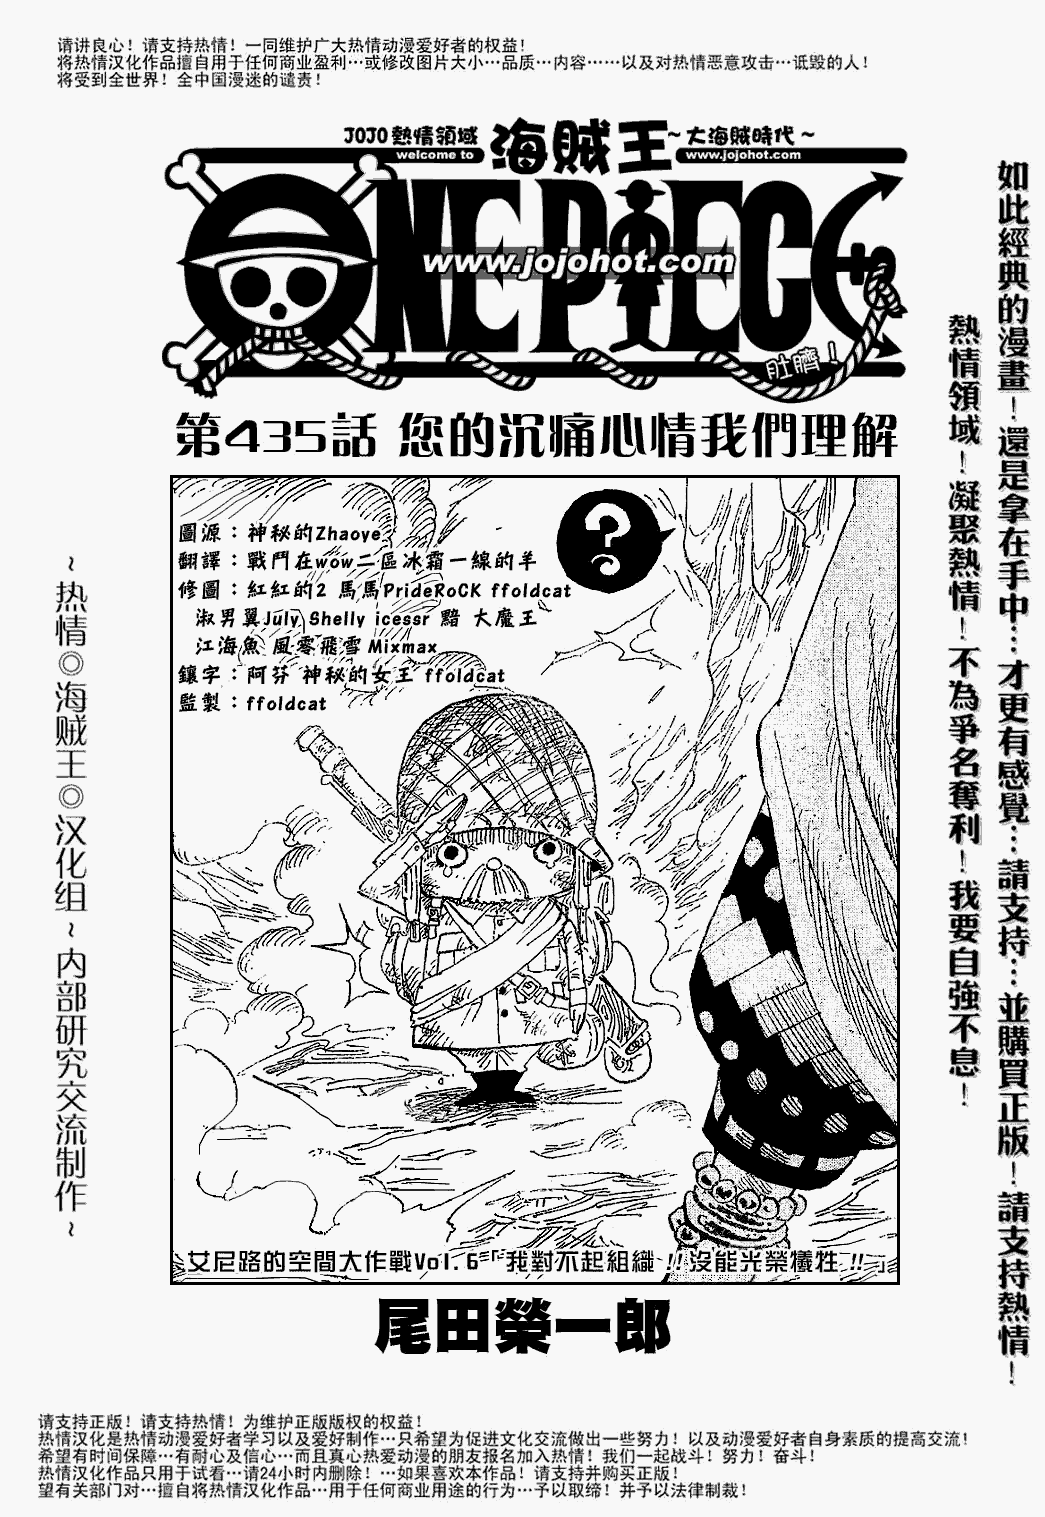 请讲良心！请支持热情！一同维护广大热情动漫爱好者的权益！
将热情汉化作品擅自用于任何商业盈利…或修改图片大小…品质…内容……以及对热情恶意攻击…诋毁的人！
将受到全世界！全中国漫迷的谴责！
JOJO熱情領域 海賊王 ~大海賊時代~
welcome to www.jojohot.com
ONE PIECE
www.jojohot.com
肚臍！
第435話 您的沉痛心情我們理解
?
圖源：神秘的Zhaoye
翻譯：戰鬥在wow二區冰霜一線的羊
修圖：紅紅的2 馬馬PrideRoCK ffoldcat
淑男翼July Shelly icessr 黯 大魔王
江海魚 風零飛雪 Mixmax
鑲字：阿芬 神秘的女王 ffoldcat
監製：ffoldcat
艾尼路的空間大作戰Vol.6「我對不起組織!!沒能光榮犧牲!!」
尾田榮一郎
如此經典的漫畫！還是拿在手中…才更有感覺…請支持…並購買正版！請支持熱情！
熱情領域！凝聚熱情！不為爭名奪利！我要自強不息！
~热情◎海贼王◎汉化组~内部研究交流制作~
请支持正版！请支持热情！为维护正版版权的权益！
热情汉化是热情动漫爱好者学习以及爱好制作…只希望为促进文化交流做出一些努力！以及动漫爱好者自身素质的提高交流！
希望有时间保障…有耐心及信心…而且真心热爱动漫的朋友报名加入热情！我们一起战斗！努力！奋斗！
热情汉化作品只用于试看…请24小时内删除！…如果喜欢本作品！请支持并购买正版！
望有关部门对…擅自将热情汉化作品…用于任何商业用途的行为…予以取缔！并予以法律制裁！